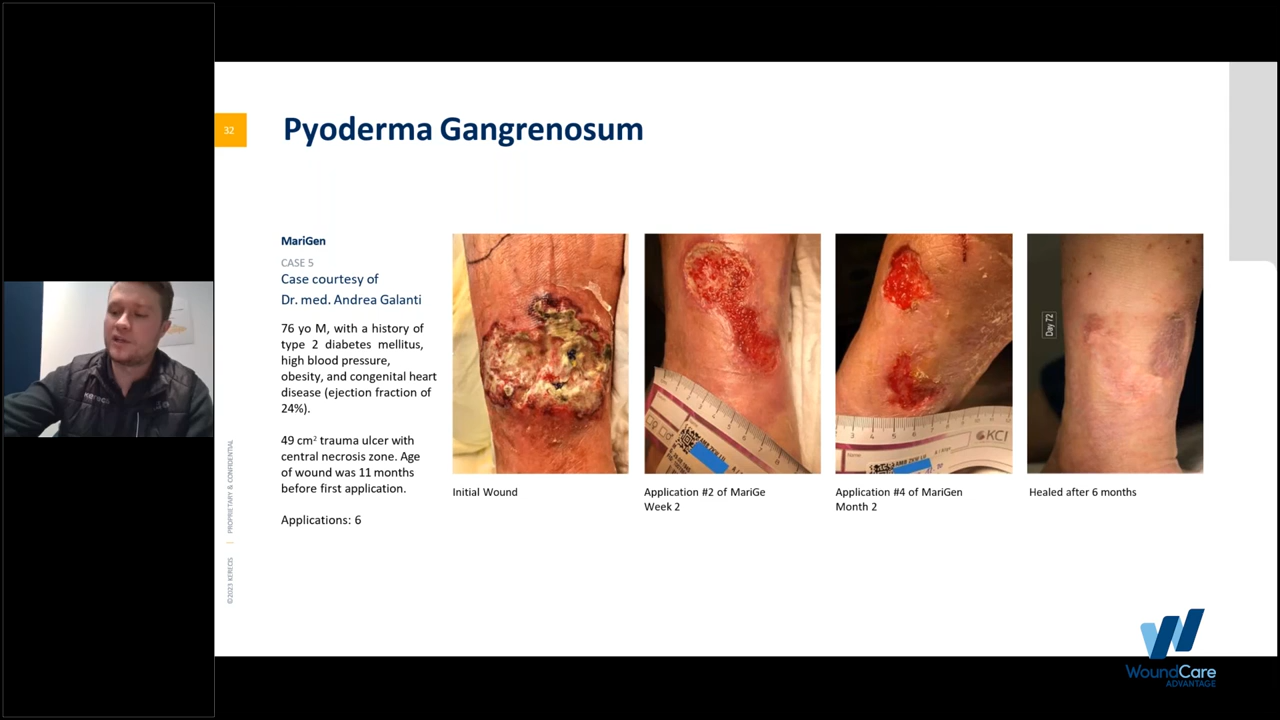 32
Pyoderma Gangrenosum
MariGen
CASE 5
Case courtesy of
Dr. med. Andrea Galanti
76 yo M, with a history of
type 2 diabetes mellitus,
high blood pressure,
obesity, and congenital heart
disease (ejection fraction of
24%).
49 cm² trauma ulcer with
central necrosis zone. Age
of wound was 11 months
before first application.
Applications: 6
Initial Wound
Application #2 of MariGe
Week 2
Application #4 of MariGen
Month 2
Healed after 6 months
Day 72
KCI
©2023 KERECIS | PROPRIETARY & CONFIDENTIAL
WoundCare
ADVANTAGE